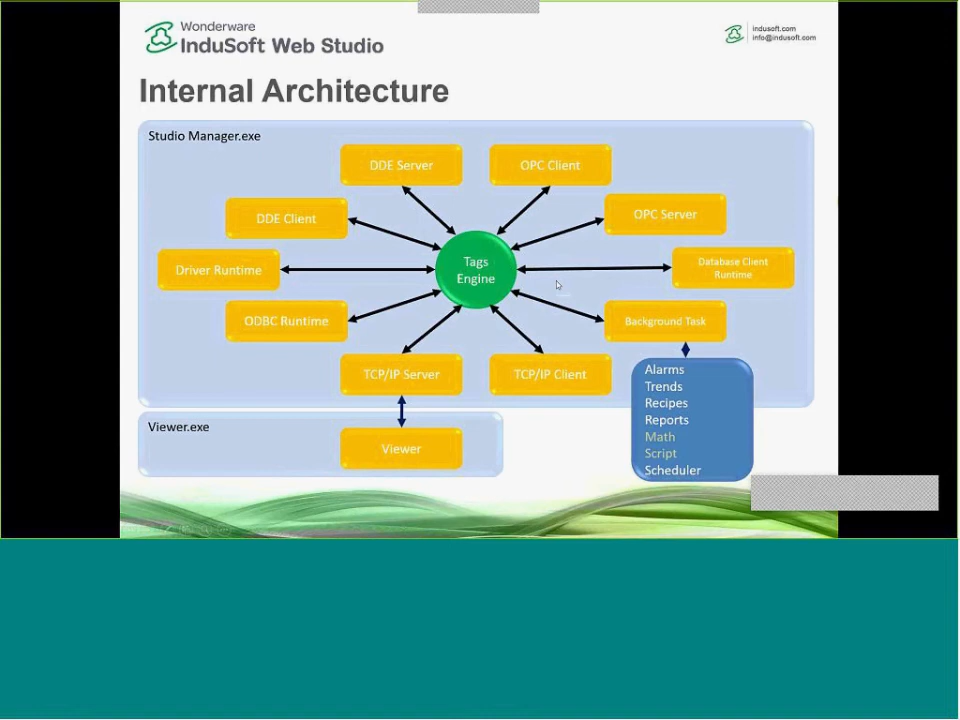 Wonderware
InduSoft Web Studio
indusoft.com
info@indusoft.com
Internal Architecture
Studio Manager.exe
DDE Server
OPC Client
DDE Client
OPC Server
Tags
Engine
Driver Runtime
Database Client
Runtime
ODBC Runtime
Background Task
TCP/IP Server
TCP/IP Client
Alarms
Trends
Recipes
Reports
Math
Script
Scheduler
Viewer.exe
Viewer